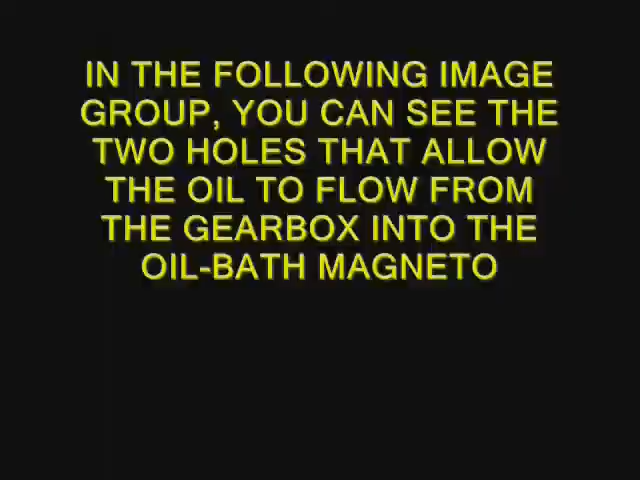 IN THE FOLLOWING IMAGE
GROUP, YOU CAN SEE THE
TWO HOLES THAT ALLOW
THE OIL TO FLOW FROM
THE GEARBOX INTO THE
OIL-BATH MAGNETO